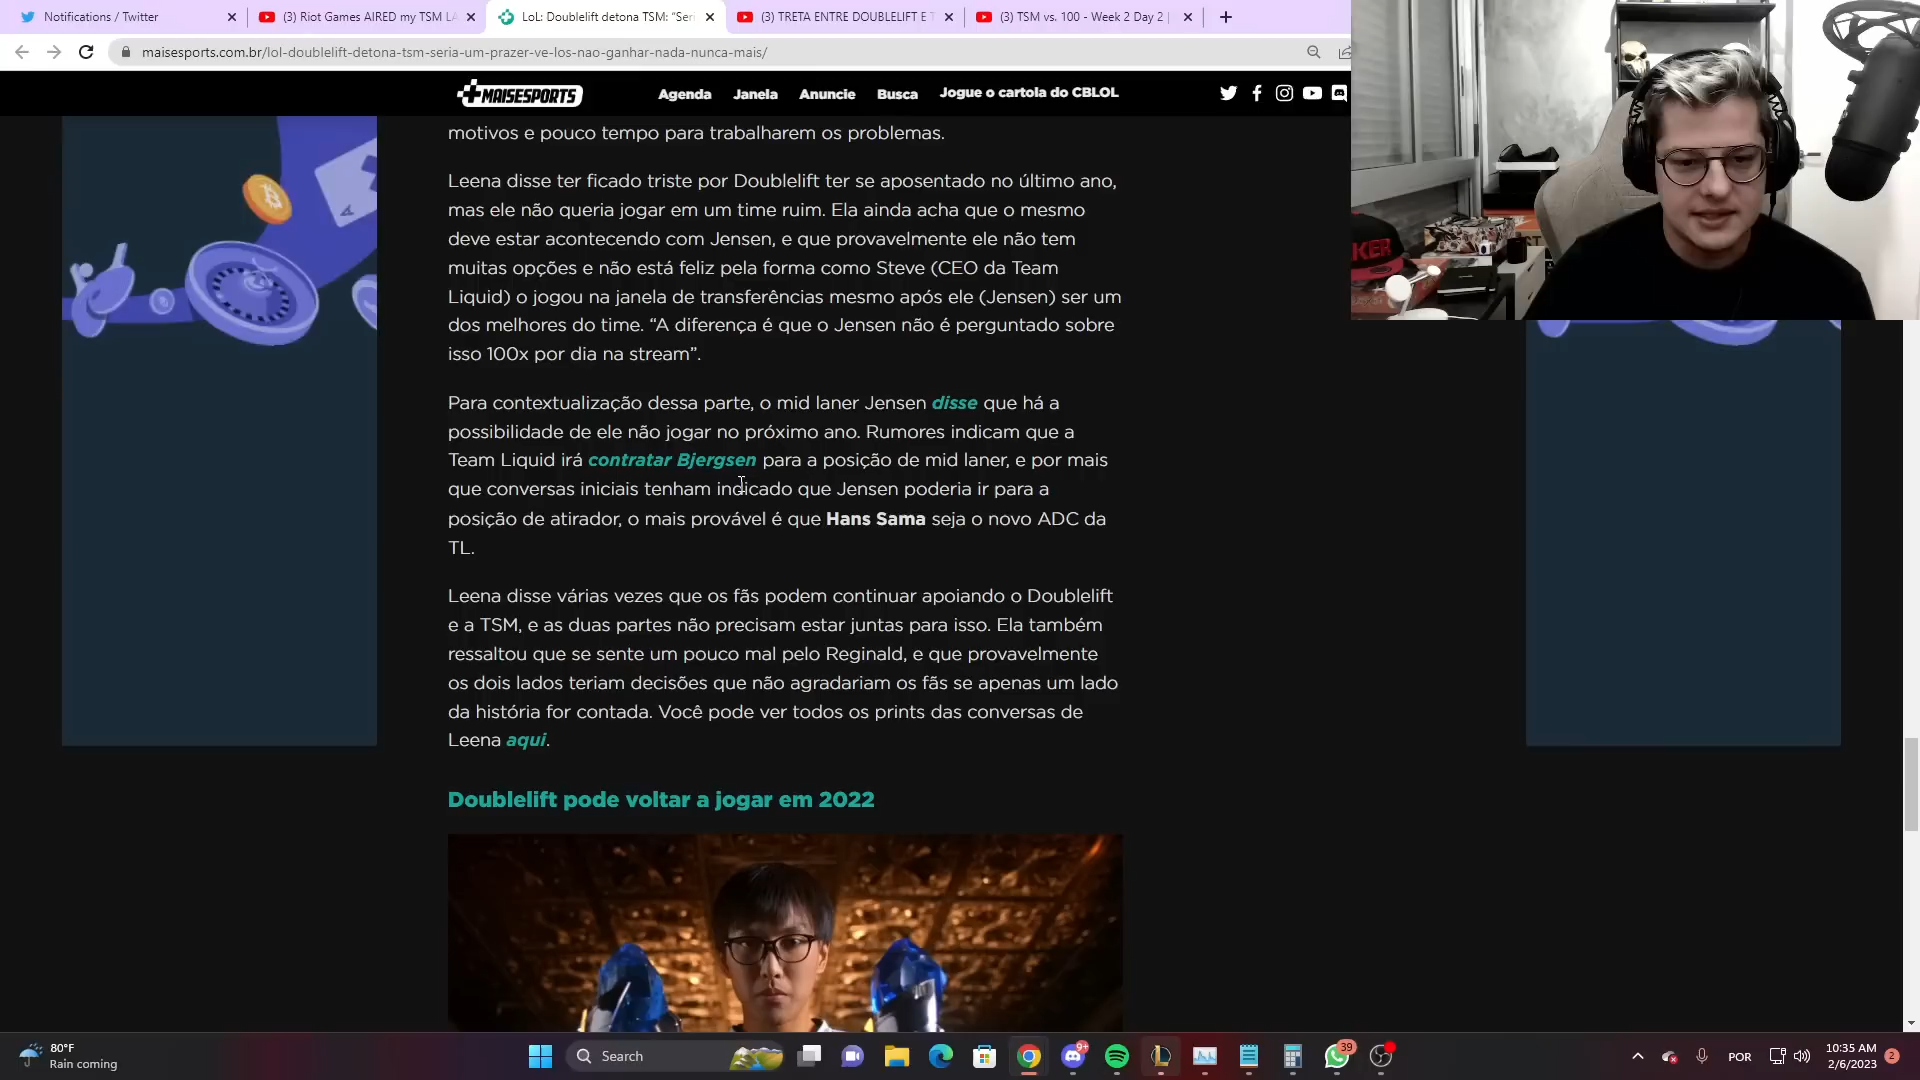 Notifications / Twitter
(3) Riot Games AIRED my TSM LA
LoL: Doublelift detona TSM: "Seri
(3) TRETA ENTRE DOUBLELIFT E T
(3) TSM vs. 100 - Week 2 Day 2 |
maisesports.com.br/lol-doublelift-detona-tsm-seria-um-prazer-ve-los-nao-ganhar-nada-nunca-mais/
MAISESPORTS
Agenda
Janela
Anuncie
Busca
Jogue o cartola do CBLOL
motivos e pouco tempo para trabalharem os problemas.
Leena disse ter ficado triste por Doublelift ter se aposentado no último ano,
mas ele não queria jogar em um time ruim. Ela ainda acha que o mesmo
deve estar acontecendo com Jensen, e que provavelmente ele não tem
muitas opções e não está feliz pela forma como Steve (CEO da Team
Liquid) o jogou na janela de transferências mesmo após ele (Jensen) ser um
dos melhores do time. “A diferença é que o Jensen não é perguntado sobre
isso 100x por dia na stream”.
Para contextualização dessa parte, o mid laner Jensen disse que há a
possibilidade de ele não jogar no próximo ano. Rumores indicam que a
Team Liquid irá contratar Bjergsen para a posição de mid laner, e por mais
que conversas iniciais tenham indicado que Jensen poderia ir para a
posição de atirador, o mais provável é que Hans Sama seja o novo ADC da
TL.
Leena disse várias vezes que os fãs podem continuar apoiando o Doublelift
e a TSM, e as duas partes não precisam estar juntas para isso. Ela também
ressaltou que se sente um pouco mal pelo Reginald, e que provavelmente
os dois lados teriam decisões que não agradariam os fãs se apenas um lado
da história for contada. Você pode ver todos os prints das conversas de
Leena aqui.
Doublelift pode voltar a jogar em 2022
80°F
Rain coming
Search
9+
39
POR
10:35 AM
2/6/2023
2